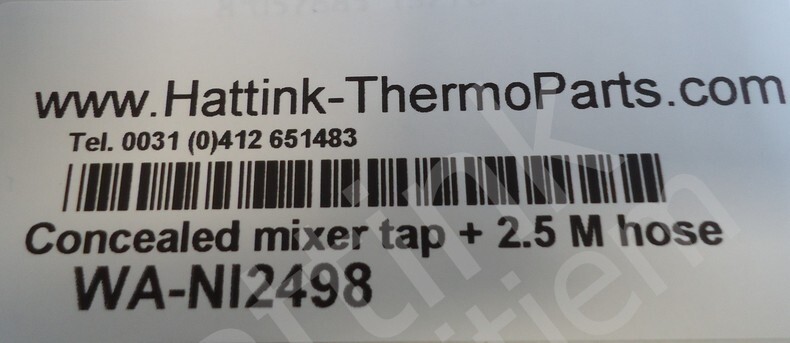 www.Hattink-ThermoParts.com
Tel. 0031 (0)412 651483
Concealed mixer tap + 2.5 M hose
WA-NI2498